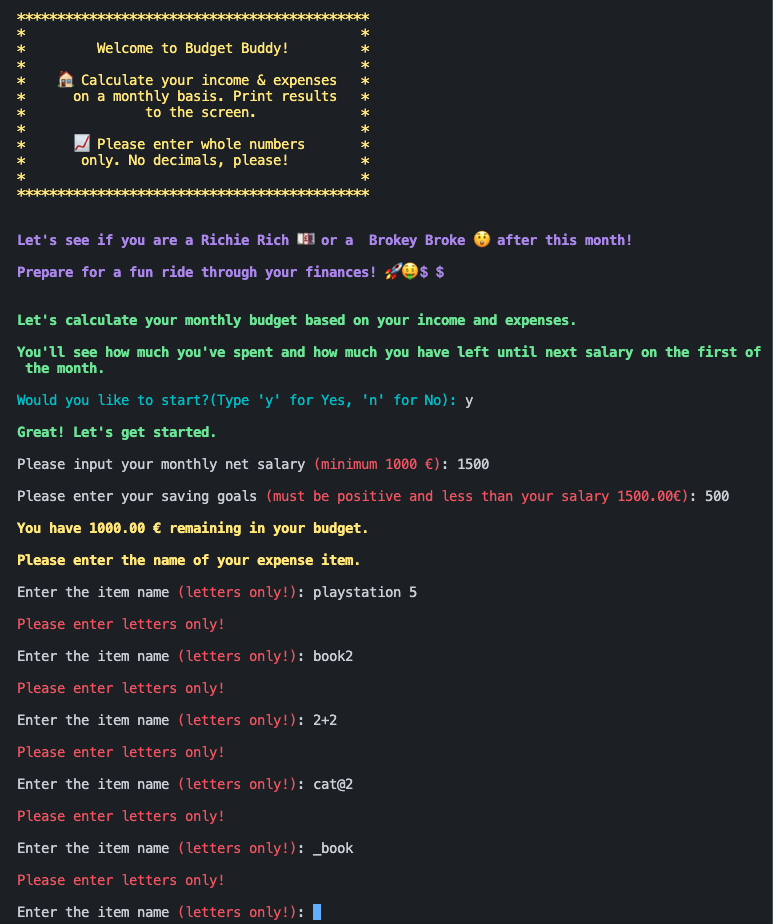 ********************************************
*                                          *
*         Welcome to Budget Buddy!         *
*                                          *
*    🏠 Calculate your income & expenses   *
*      on a monthly basis. Print results   *
*               to the screen.             *
*                                          *
*      📈 Please enter whole numbers       *
*       only. No decimals, please!         *
*                                          *
********************************************
Let's see if you are a Richie Rich 💵 or a  Brokey Broke 😲 after this month!
Prepare for a fun ride through your finances! 🚀🤑$ $
Let's calculate your monthly budget based on your income and expenses.
You'll see how much you've spent and how much you have left until next salary on the first of
the month.
Would you like to start?(Type 'y' for Yes, 'n' for No): y
Great! Let's get started.
Please input your monthly net salary (minimum 1000 €): 1500
Please enter your saving goals (must be positive and less than your salary 1500.00€): 500
You have 1000.00 € remaining in your budget.
Please enter the name of your expense item.
Enter the item name (letters only!): playstation 5
Please enter letters only!
Enter the item name (letters only!): book2
Please enter letters only!
Enter the item name (letters only!): 2+2
Please enter letters only!
Enter the item name (letters only!): cat@2
Please enter letters only!
Enter the item name (letters only!): _book
Please enter letters only!
Enter the item name (letters only!):